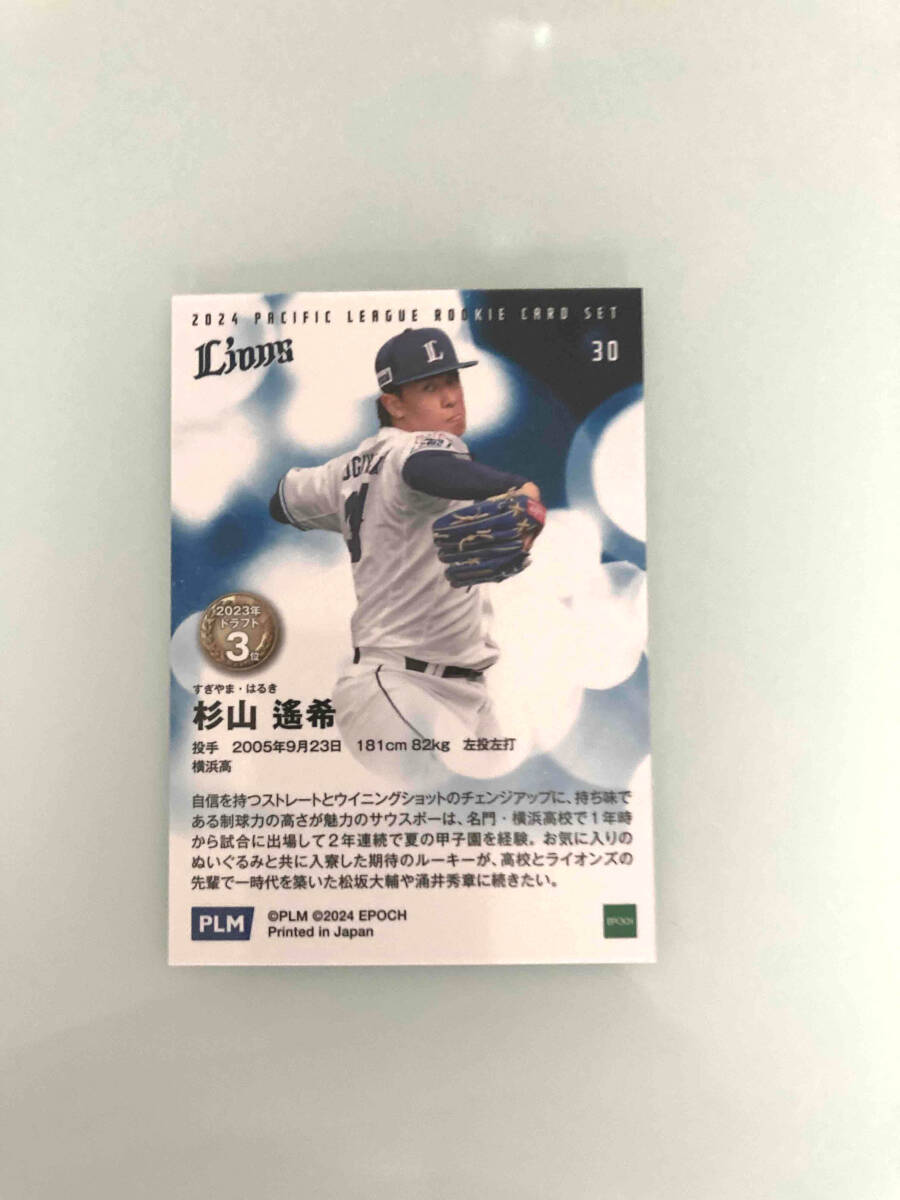 2024 PACIFIC LEAGUE ROOKIE CARD SET
Lions
30
L
2023年
ドラフト
3位
すぎやま・はるき
杉山 遙希
投手 2005年9月23日 181cm 82kg 左投左打
横浜高
自信を持つストレートとウイニングショットのチェンジアップに、持ち味で
ある制球力の高さが魅力のサウスポーは、名門・横浜高校で1年時
から試合に出場して2年連続で夏の甲子園を経験。お気に入りの
ぬいぐるみと共に入寮した期待のルーキーが、高校とライオンズの
先輩で一時代を築いた松坂大輔や涌井秀章に続きたい。
PLM
©PLM ©2024 EPOCH
Printed in Japan
EPOCH